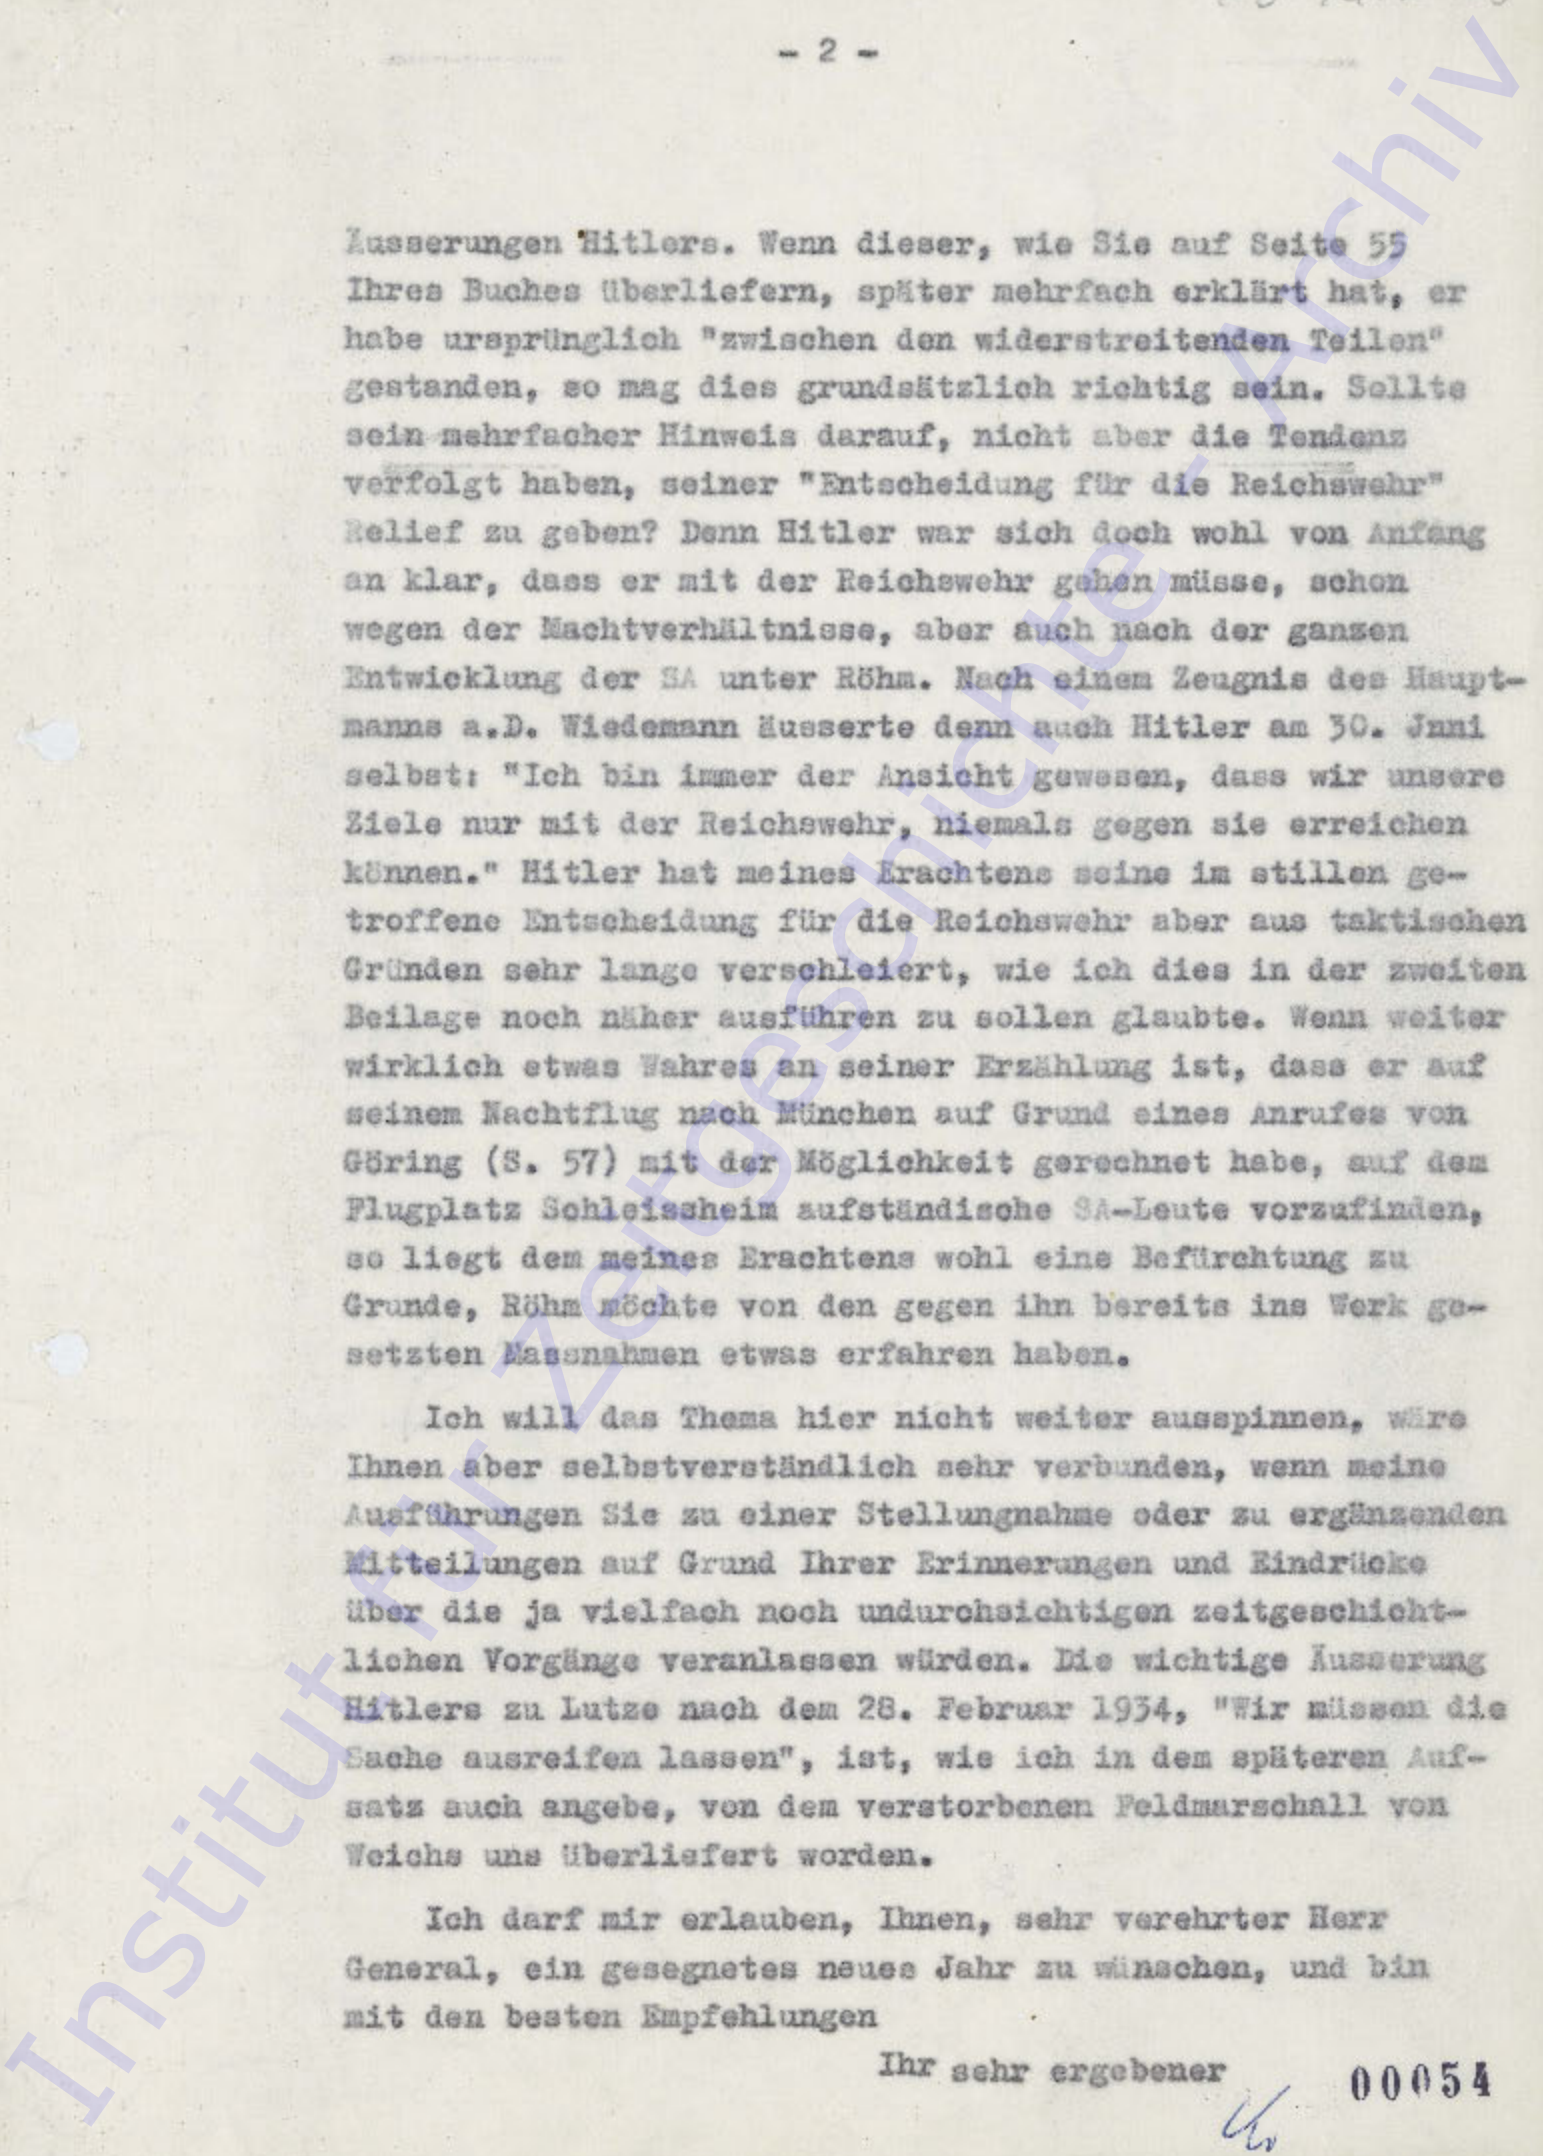 - 2 -
Äusserungen Hitlers. Wenn dieser, wie Sie auf Seite 55
Ihres Buches überliefern, später mehrfach erklärt hat, er
habe ursprünglich "zwischen den widerstreitenden Teilen"
gestanden, so mag dies grundsätzlich richtig sein. Sollte
sein mehrfacher Hinweis darauf, nicht aber die Tendenz
verfolgt haben, seiner "Entscheidung für die Reichswehr"
Relief zu geben? Denn Hitler war sich doch wohl von Anfang
an klar, dass er mit der Reichswehr gehen müsse, schon
wegen der Machtverhältnisse, aber auch nach der ganzen
Entwicklung der SA unter Röhm. Nach einem Zeugnis des Haupt-
manns a.D. Wiedemann äusserte denn auch Hitler am 30. Jnni
selbst: "Ich bin immer der Ansicht gewesen, dass wir unsere
Ziele nur mit der Reichswehr, niemals gegen sie erreichen
können." Hitler hat meines Erachtens seine im stillen ge-
troffene Entscheidung für die Reichswehr aber aus taktischen
Gründen sehr lange verschleiert, wie ich dies in der zweiten
Beilage noch näher ausführen zu sollen glaubte. Wenn weiter
wirklich etwas Wahres an seiner Erzählung ist, dass er auf
seinem Nachtflug nach München auf Grund eines Anrufes von
Göring (S. 57) mit der Möglichkeit gerechnet habe, auf dem
Flugplatz Schleissheim aufständische SA-Leute vorzufinden,
so liegt dem meines Erachtens wohl eine Befürchtung zu
Grunde, Röhm möchte von den gegen ihn bereits ins Werk ge-
setzten Massnahmen etwas erfahren haben.
Ich will das Thema hier nicht weiter ausspinnen, wäre
Ihnen aber selbstverständlich sehr verbunden, wenn meine
Ausführungen Sie zu einer Stellungnahme oder zu ergänzenden
Mitteilungen auf Grund Ihrer Erinnerungen und Eindrücke
über die ja vielfach noch undurchsichtigen zeitgeschicht-
lichen Vorgänge veranlassen würden. Die wichtige Äusserung
Hitlers zu Lutze nach dem 28. Februar 1934, "Wir müssen die
Sache ausreifen lassen", ist, wie ich in dem späteren Auf-
satz auch angebe, von dem verstorbenen Feldmarschall von
Weichs uns überliefert worden.
Ich darf mir erlauben, Ihnen, sehr verehrter Herr
General, ein gesegnetes neues Jahr zu wünschen, und bin
mit den besten Empfehlungen
Ihr sehr ergebener
00054
Institut für Zeitgeschichte - Archiv